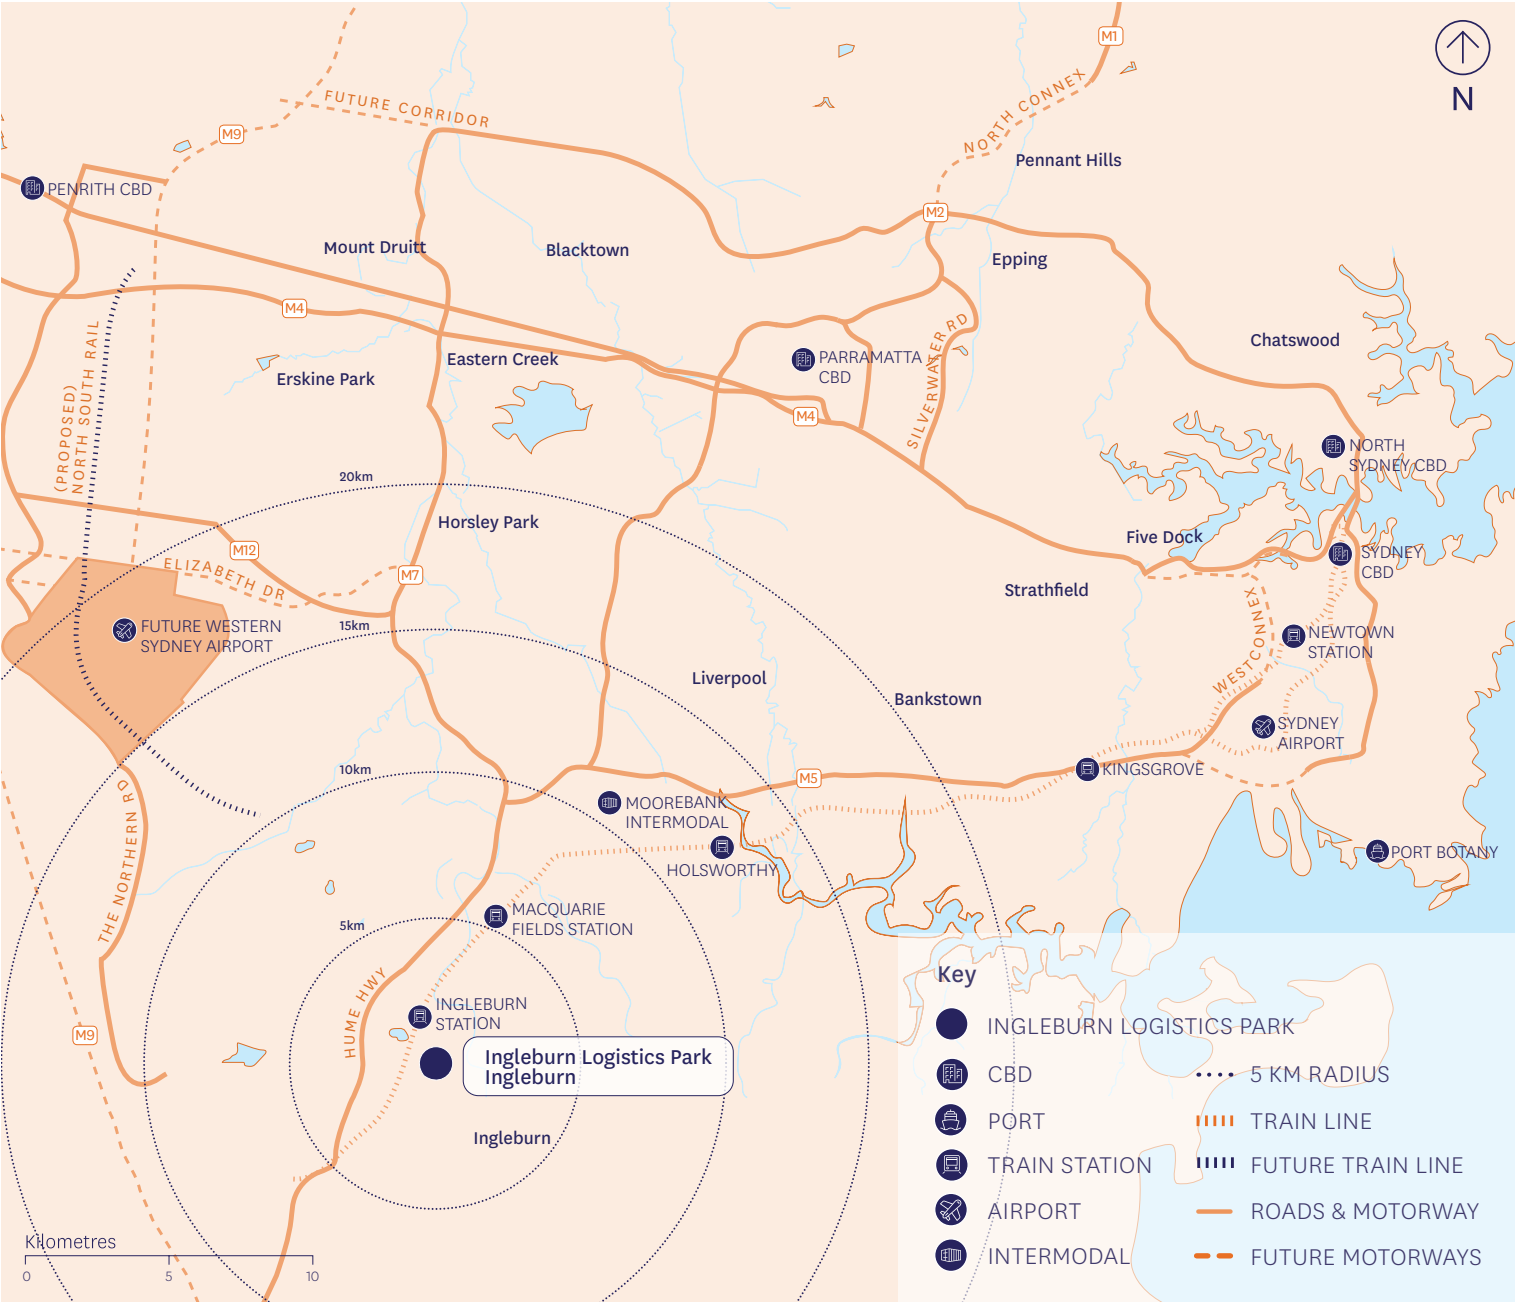 M1
N
FUTURE CORRIDOR
NORTH CONNEX
M9
Pennant Hills
PENRITH CBD
M2
Mount Druitt
Blacktown
Epping
M4
SILVERWATER RD
(PROPOSED)
NORTH SOUTH RAIL
Chatswood
Eastern Creek
PARRAMATTA
CBD
Erskine Park
M4
NORTH
SYDNEY CBD
20km
Horsley Park
Five Dock
M12
SYDNEY
CBD
ELIZABETH DR
M7
Strathfield
WESTCONNEX
15km
FUTURE WESTERN
SYDNEY AIRPORT
NEWTOWN
STATION
Liverpool
Bankstown
SYDNEY
AIRPORT
10km
KINGSGROVE
M5
THE NORTHERN RD
MOOREBANK
INTERMODAL
PORT BOTANY
HOLSWORTHY
MACQUARIE
FIELDS STATION
5km
HUME HWY
INGLEBURN
STATION
M9
Ingleburn Logistics Park
Ingleburn
Ingleburn
Key
INGLEBURN LOGISTICS PARK
CBD
PORT
TRAIN STATION
AIRPORT
INTERMODAL
5 KM RADIUS
TRAIN LINE
FUTURE TRAIN LINE
ROADS & MOTORWAY
FUTURE MOTORWAYS
Kilometres
0 5 10